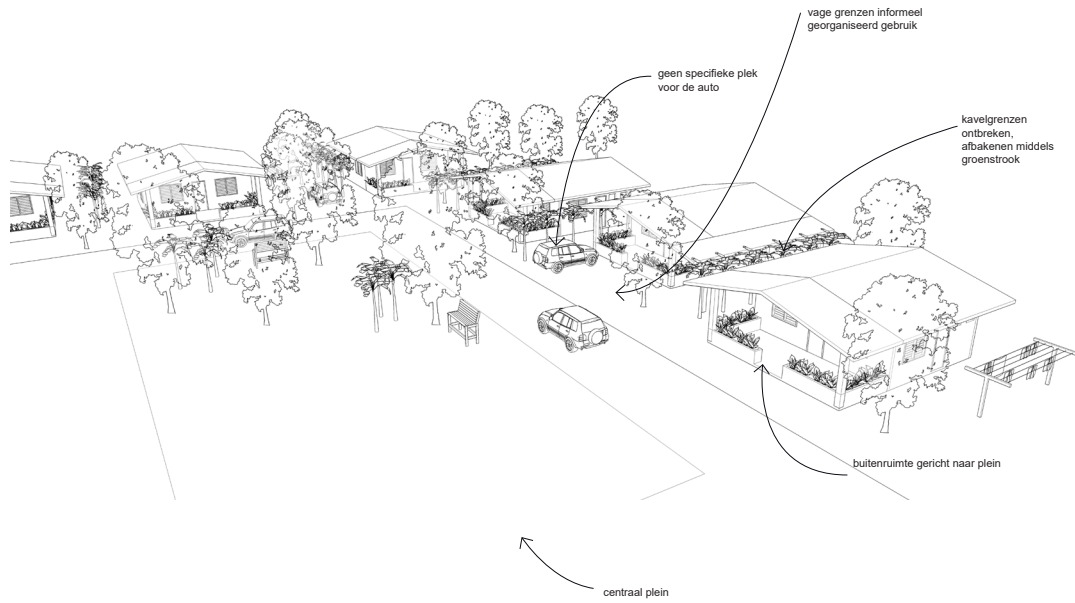 vage grenzen informeel
georganiseerd gebruik
geen specifieke plek
voor de auto
kavelgrenzen
ontbreken,
afbakenen middels
groenstrook
buitenruimte gericht naar plein
centraal plein